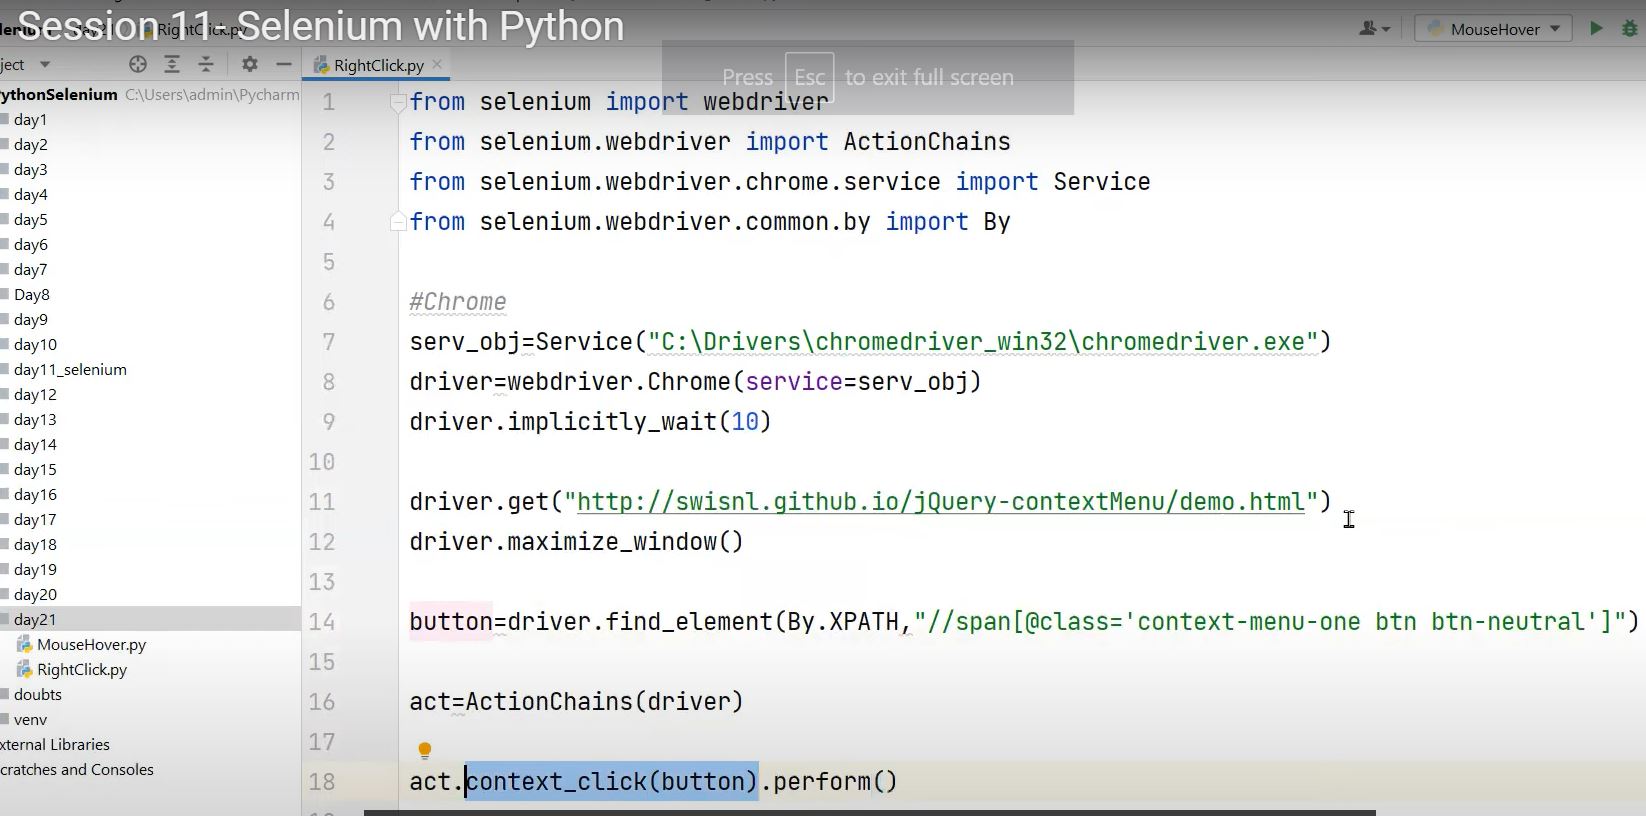 Session 11- Selenium with Python
RightClick.py
MouseHover
ject
RightClick.py
Press Esc to exit full screen
ythonSelenium C:\Users\admin\Pycharm
day1
day2
day3
day4
day5
day6
day7
Day8
day9
day10
day11_selenium
day12
day13
day14
day15
day16
day17
day18
day19
day20
day21
MouseHover.py
RightClick.py
doubts
venv
xternal Libraries
cratches and Consoles
1 from selenium import webdriver
2 from selenium.webdriver import ActionChains
3 from selenium.webdriver.chrome.service import Service
4 from selenium.webdriver.common.by import By
5
6 #Chrome
7 serv_obj=Service("C:\Drivers\chromedriver_win32\chromedriver.exe")
8 driver=webdriver.Chrome(service=serv_obj)
9 driver.implicitly_wait(10)
10
11 driver.get("http://swisnl.github.io/jQuery-contextMenu/demo.html")
12 driver.maximize_window()
13
14 button=driver.find_element(By.XPATH,"//span[@class='context-menu-one btn btn-neutral']")
15
16 act=ActionChains(driver)
17
18 act.context_click(button).perform()